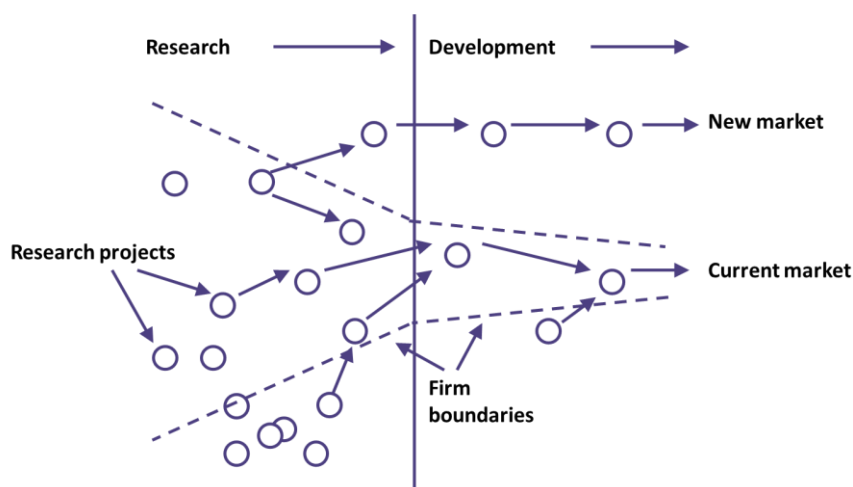 Research
Development
New market
Research projects
Current market
Firm
boundaries